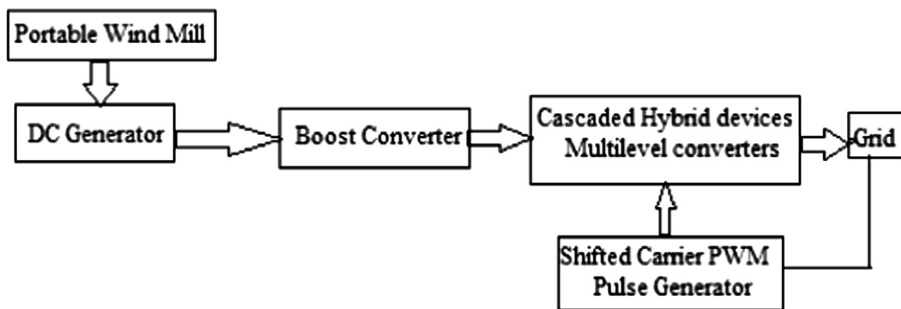 Portable Wind Mill
DC Generator
Boost Converter
Cascaded Hybrid devices
Multilevel converters
Grid
Shifted Carrier PWM
Pulse Generator